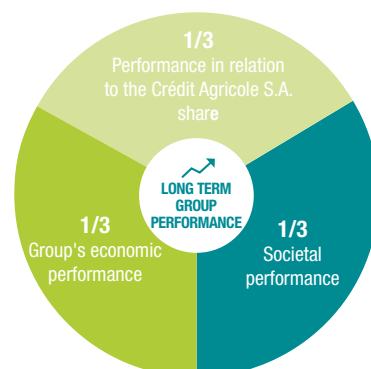 1/3
Performance in relation
to the Crédit Agricole S.A.
share
LONG TERM
GROUP
PERFORMANCE
1/3
Group's economic
performance
1/3
Societal
performance